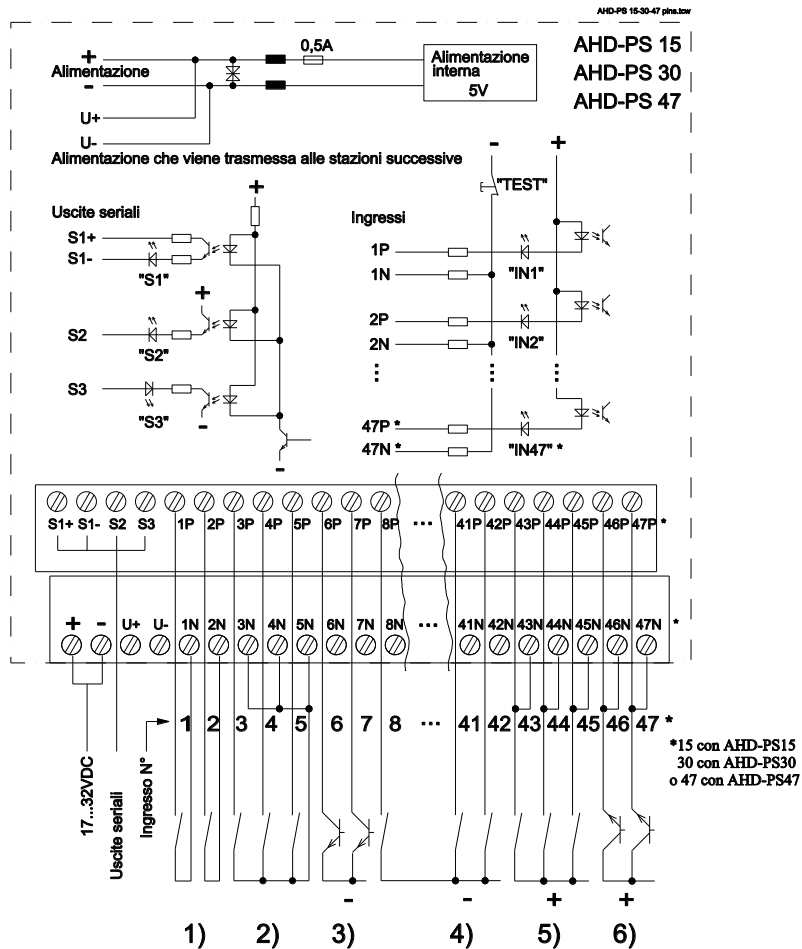 AHD-PS 15-30-47 pins.tcw
AHD-PS 15
AHD-PS 30
AHD-PS 47
+
Alimentazione
-
0,5A
Alimentazione
interna
5V
U+
U-
Alimentazione che viene trasmessa alle stazioni successive
Uscite seriali
+
S1+
S1-
"S1"
+
S2
"S2"
S3
"S3"
-
-
Ingressi
-
+
"TEST"
1P
"IN1"
1N
2P
"IN2"
2N
47P *
"IN47" *
47N *
S1+ S1- S2 S3 1P 2P 3P 4P 5P 6P 7P 8P ... 41P 42P 43P 44P 45P 46P 47P *
+ - U+ U- 1N 2N 3N 4N 5N 6N 7N 8N ... 41N 42N 43N 44N 45N 46N 47N *
1 2 3 4 5 6 7 8 ... 41 42 43 44 45 46 47 *
17...32VDC
Uscite seriali
Ingresso N°
*15 con AHD-PS15
30 con AHD-PS30
o 47 con AHD-PS47
- - + +
1) 2) 3) 4) 5) 6)